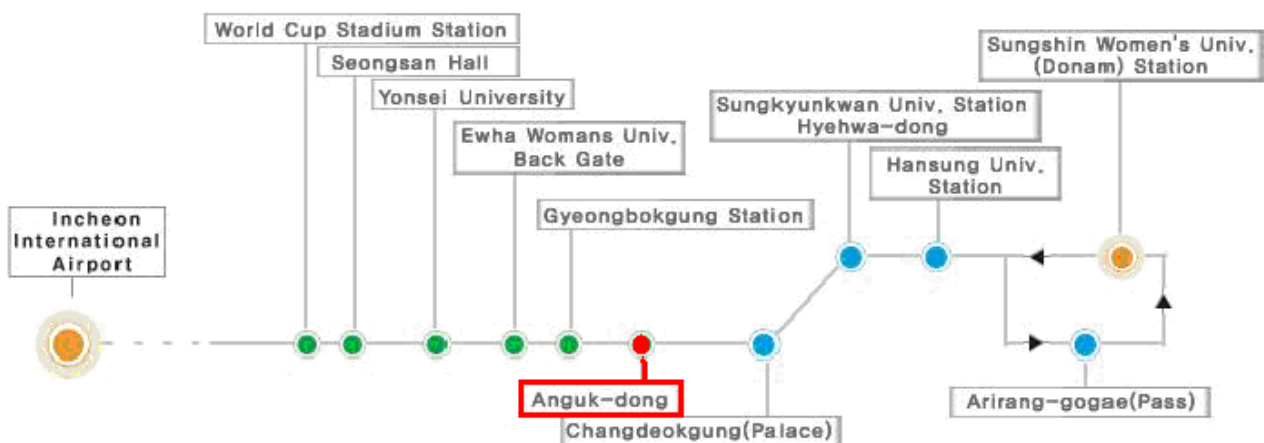 World Cup Stadium Station
Seongsan Hall
Yonsei University
Ewha Womans Univ.
Back Gate
Gyeongbokgung Station
Sungkyunkwan Univ. Station
Hyehwa-dong
Hansung Univ.
Station
Sungshin Women's Univ.
(Donam) Station
Incheon
International
Airport
Anguk-dong
Changdeokgung(Palace)
Arirang-gogae(Pass)